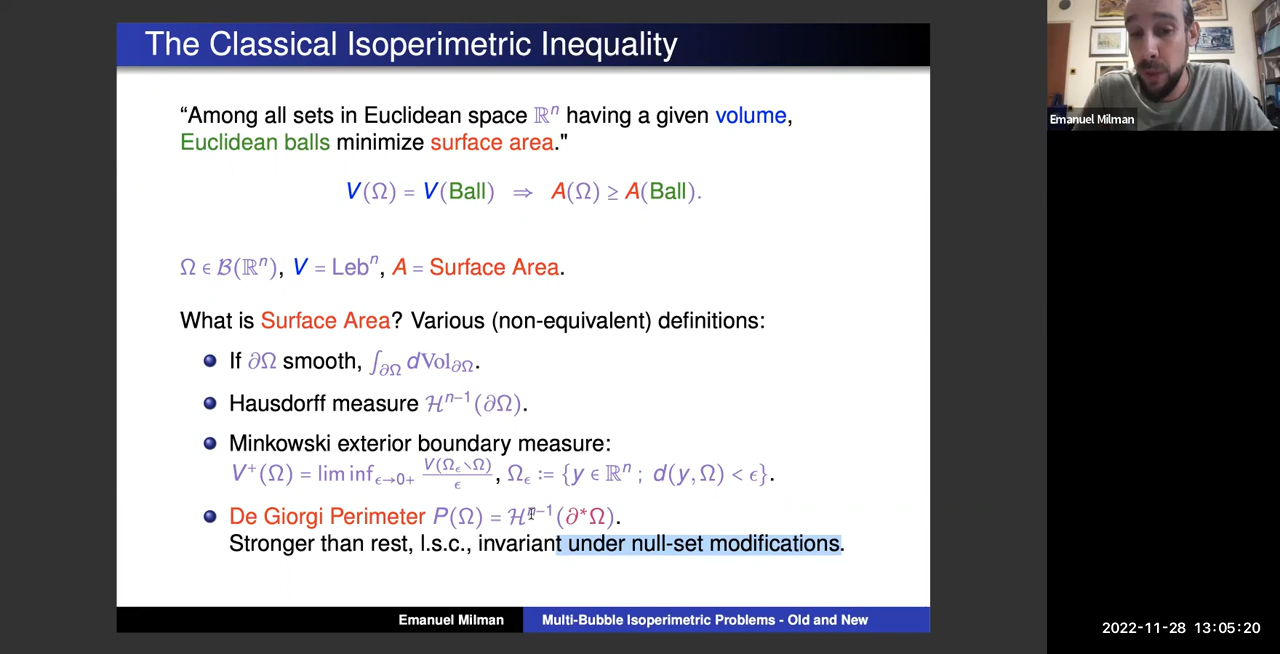 The Classical Isoperimetric Inequality
“Among all sets in Euclidean space ℝⁿ having a given volume,
Euclidean balls minimize surface area."
V(Ω) = V(Ball) ⇒ A(Ω) ≥ A(Ball).
Ω ∈ ℬ(ℝⁿ), V = Lebⁿ, A = Surface Area.
What is Surface Area? Various (non-equivalent) definitions:
If ∂Ω smooth, ∫_∂Ω dVol_∂Ω.
Hausdorff measure ℋⁿ⁻¹(∂Ω).
Minkowski exterior boundary measure:
V⁺(Ω) = lim inf_{ϵ→0+} V(Ω_ϵ∖Ω)/ϵ, Ω_ϵ := {y ∈ ℝⁿ ; d(y, Ω) < ϵ}.
De Giorgi Perimeter P(Ω) = ℋⁿ⁻¹(∂*Ω).
Stronger than rest, l.s.c., invariant under null-set modifications.
Emanuel Milman Multi-Bubble Isoperimetric Problems - Old and New
Emanuel Milman
2022-11-28 13:05:20